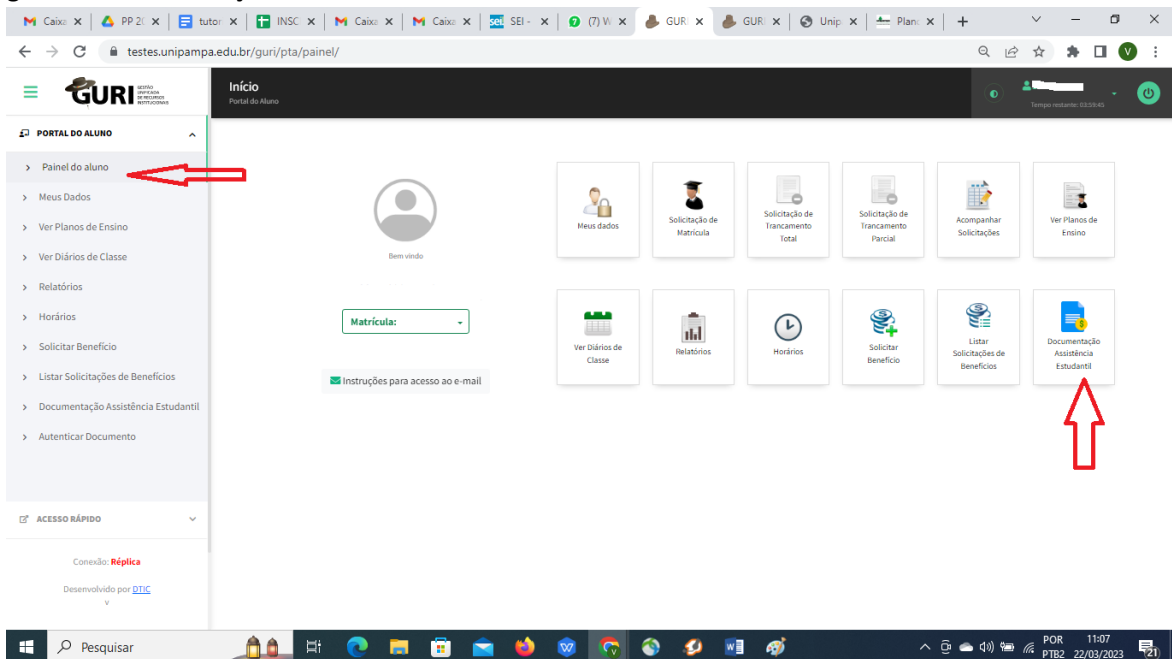 Caixa
PP 20
tutor
INSC
Caixa
Caixa
sei SEI -
(7) W
GURI
GURI
Unip
Plano
testes.unipampa.edu.br/guri/pta/painel/
V
GURI GESTÃO UNIFICADA DE RECURSOS INSTITUCIONAIS
Início
Portal do Aluno
Tempo restante: 03:59:45
PORTAL DO ALUNO
Painel do aluno
Meus Dados
Ver Planos de Ensino
Ver Diários de Classe
Relatórios
Horários
Solicitar Benefício
Listar Solicitações de Benefícios
Documentação Assistência Estudantil
Autenticar Documento
ACESSO RÁPIDO
Conexão: Réplica
Desenvolvido por DTIC
v
Bem vindo
Matrícula:
Instruções para acesso ao e-mail
Meus dados
Solicitação de
Matrícula
Solicitação de
Trancamento
Total
Solicitação de
Trancamento
Parcial
Acompanhar
Solicitações
Ver Planos de
Ensino
Ver Diários de
Classe
Relatórios
Horários
Solicitar
Benefício
Listar
Solicitações de
Benefícios
Documentação
Assistência
Estudantil
Pesquisar
POR
PTB2
11:07
22/03/2023
21